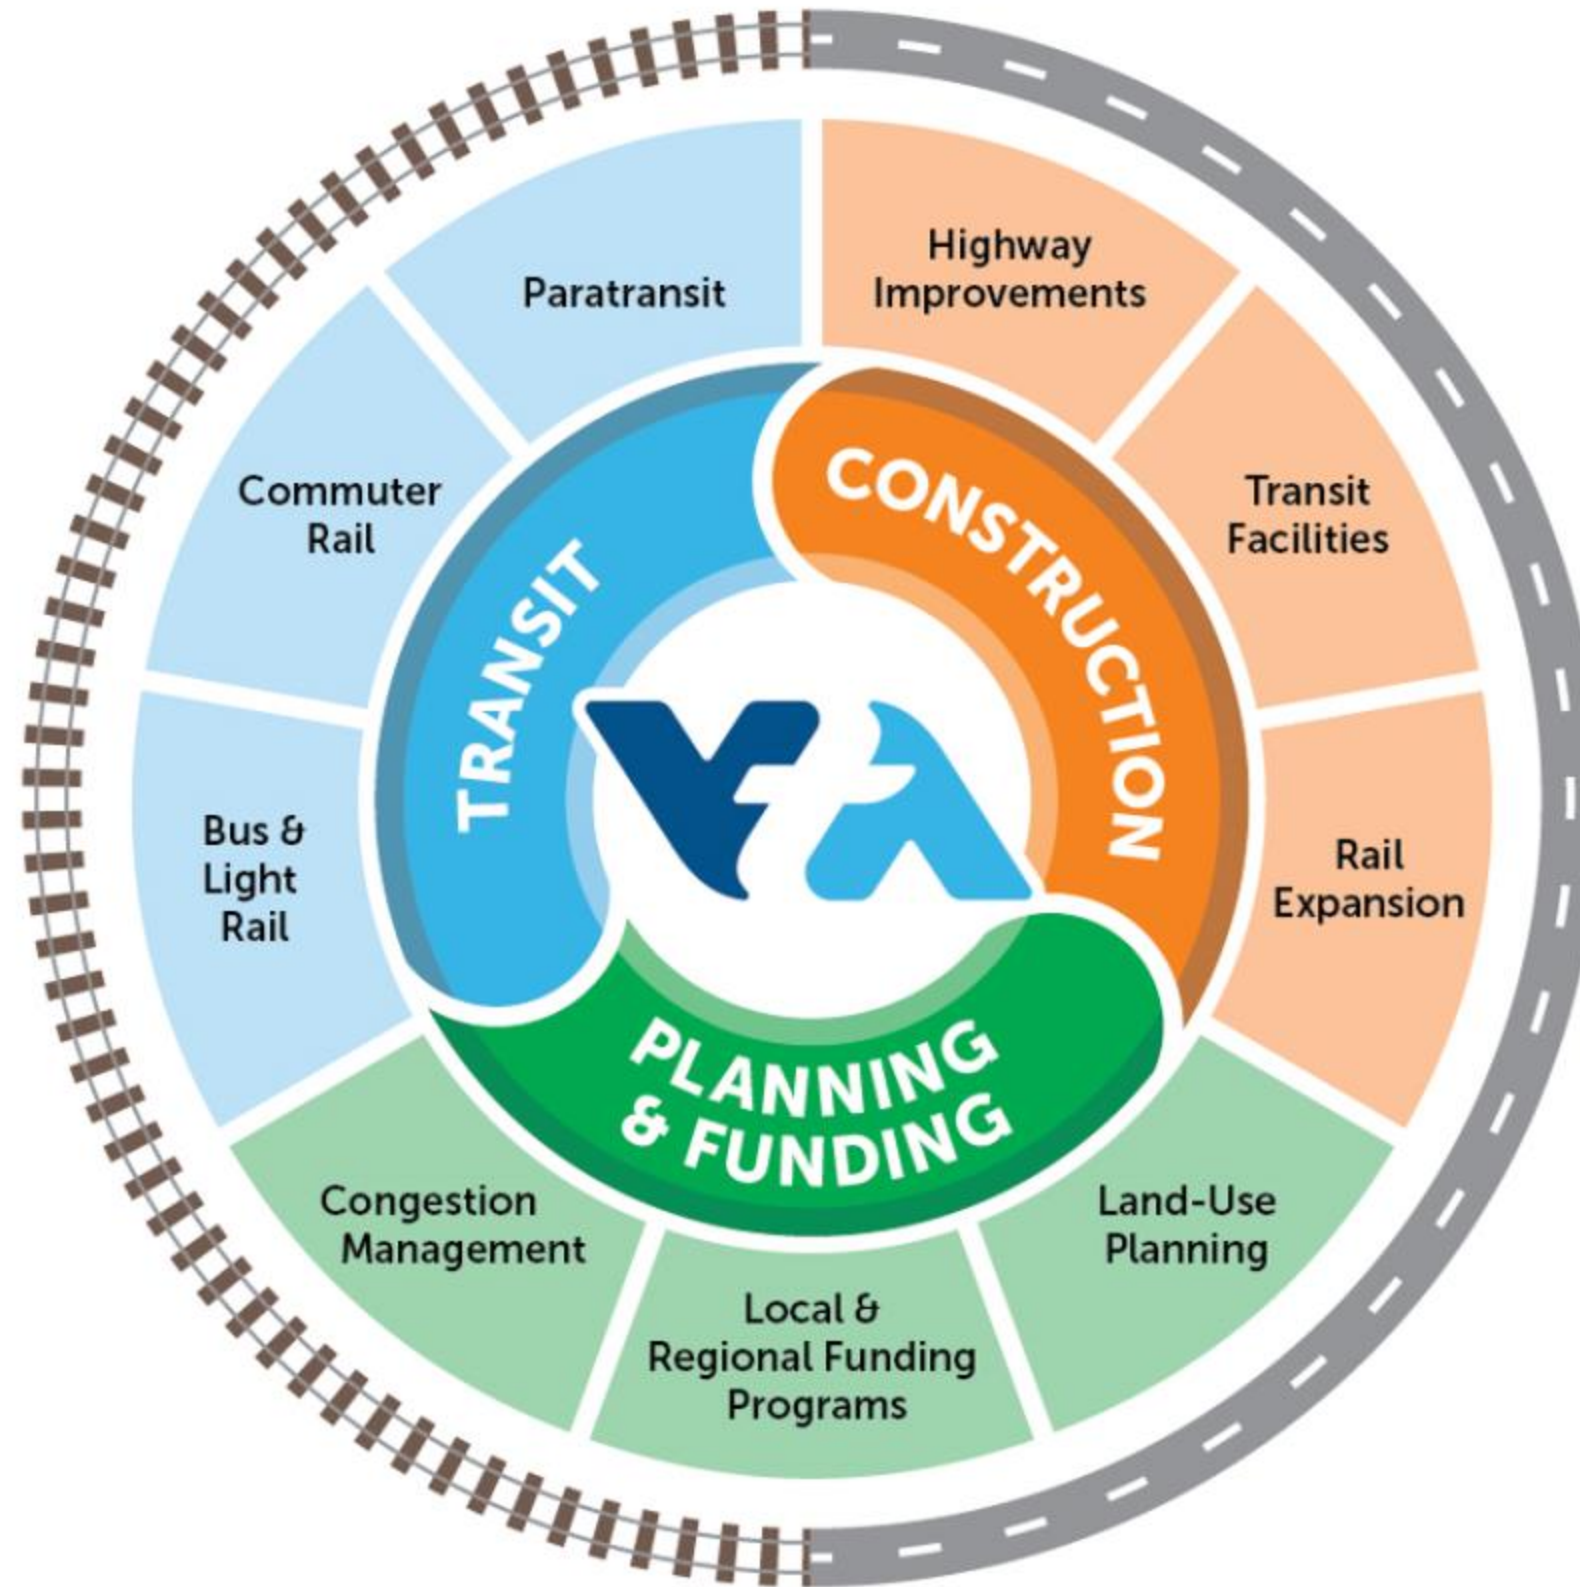 Paratransit
Highway
Improvements
Commuter
Rail
Transit
Facilities
Bus &
Light
Rail
Rail
Expansion
TRANSIT
CONSTRUCTION
VTA
PLANNING
& FUNDING
Congestion
Management
Local &
Regional Funding
Programs
Land-Use
Planning